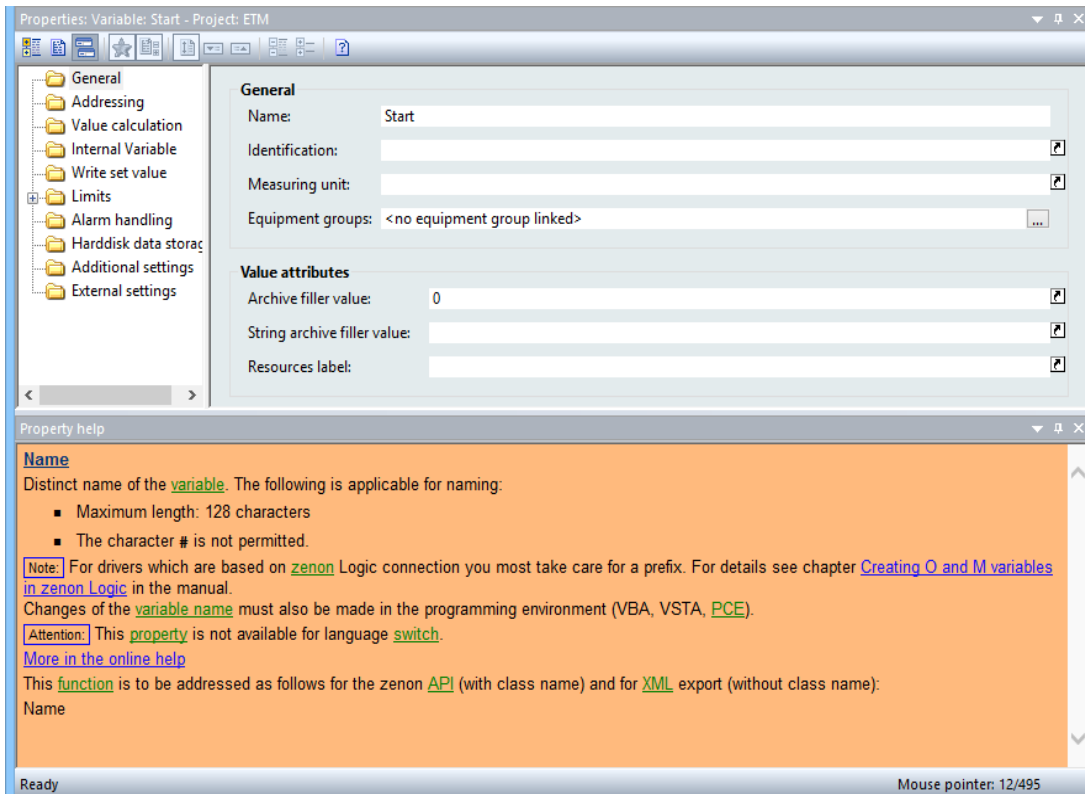 Properties: Variable: Start - Project: ETM
General
Addressing
Value calculation
Internal Variable
Write set value
Limits
Alarm handling
Harddisk data storag
Additional settings
External settings
General
Name: Start
Identification:
Measuring unit:
Equipment groups: <no equipment group linked>
...
Value attributes
Archive filler value: 0
String archive filler value:
Resources label:
Property help
Name
Distinct name of the variable. The following is applicable for naming:
▪ Maximum length: 128 characters
▪ The character # is not permitted.
Note: For drivers which are based on zenon Logic connection you most take care for a prefix. For details see chapter Creating O and M variables
in zenon Logic in the manual.
Changes of the variable name must also be made in the programming environment (VBA, VSTA, PCE).
Attention: This property is not available for language switch.
More in the online help
This function is to be addressed as follows for the zenon API (with class name) and for XML export (without class name):
Name
Ready Mouse pointer: 12/495